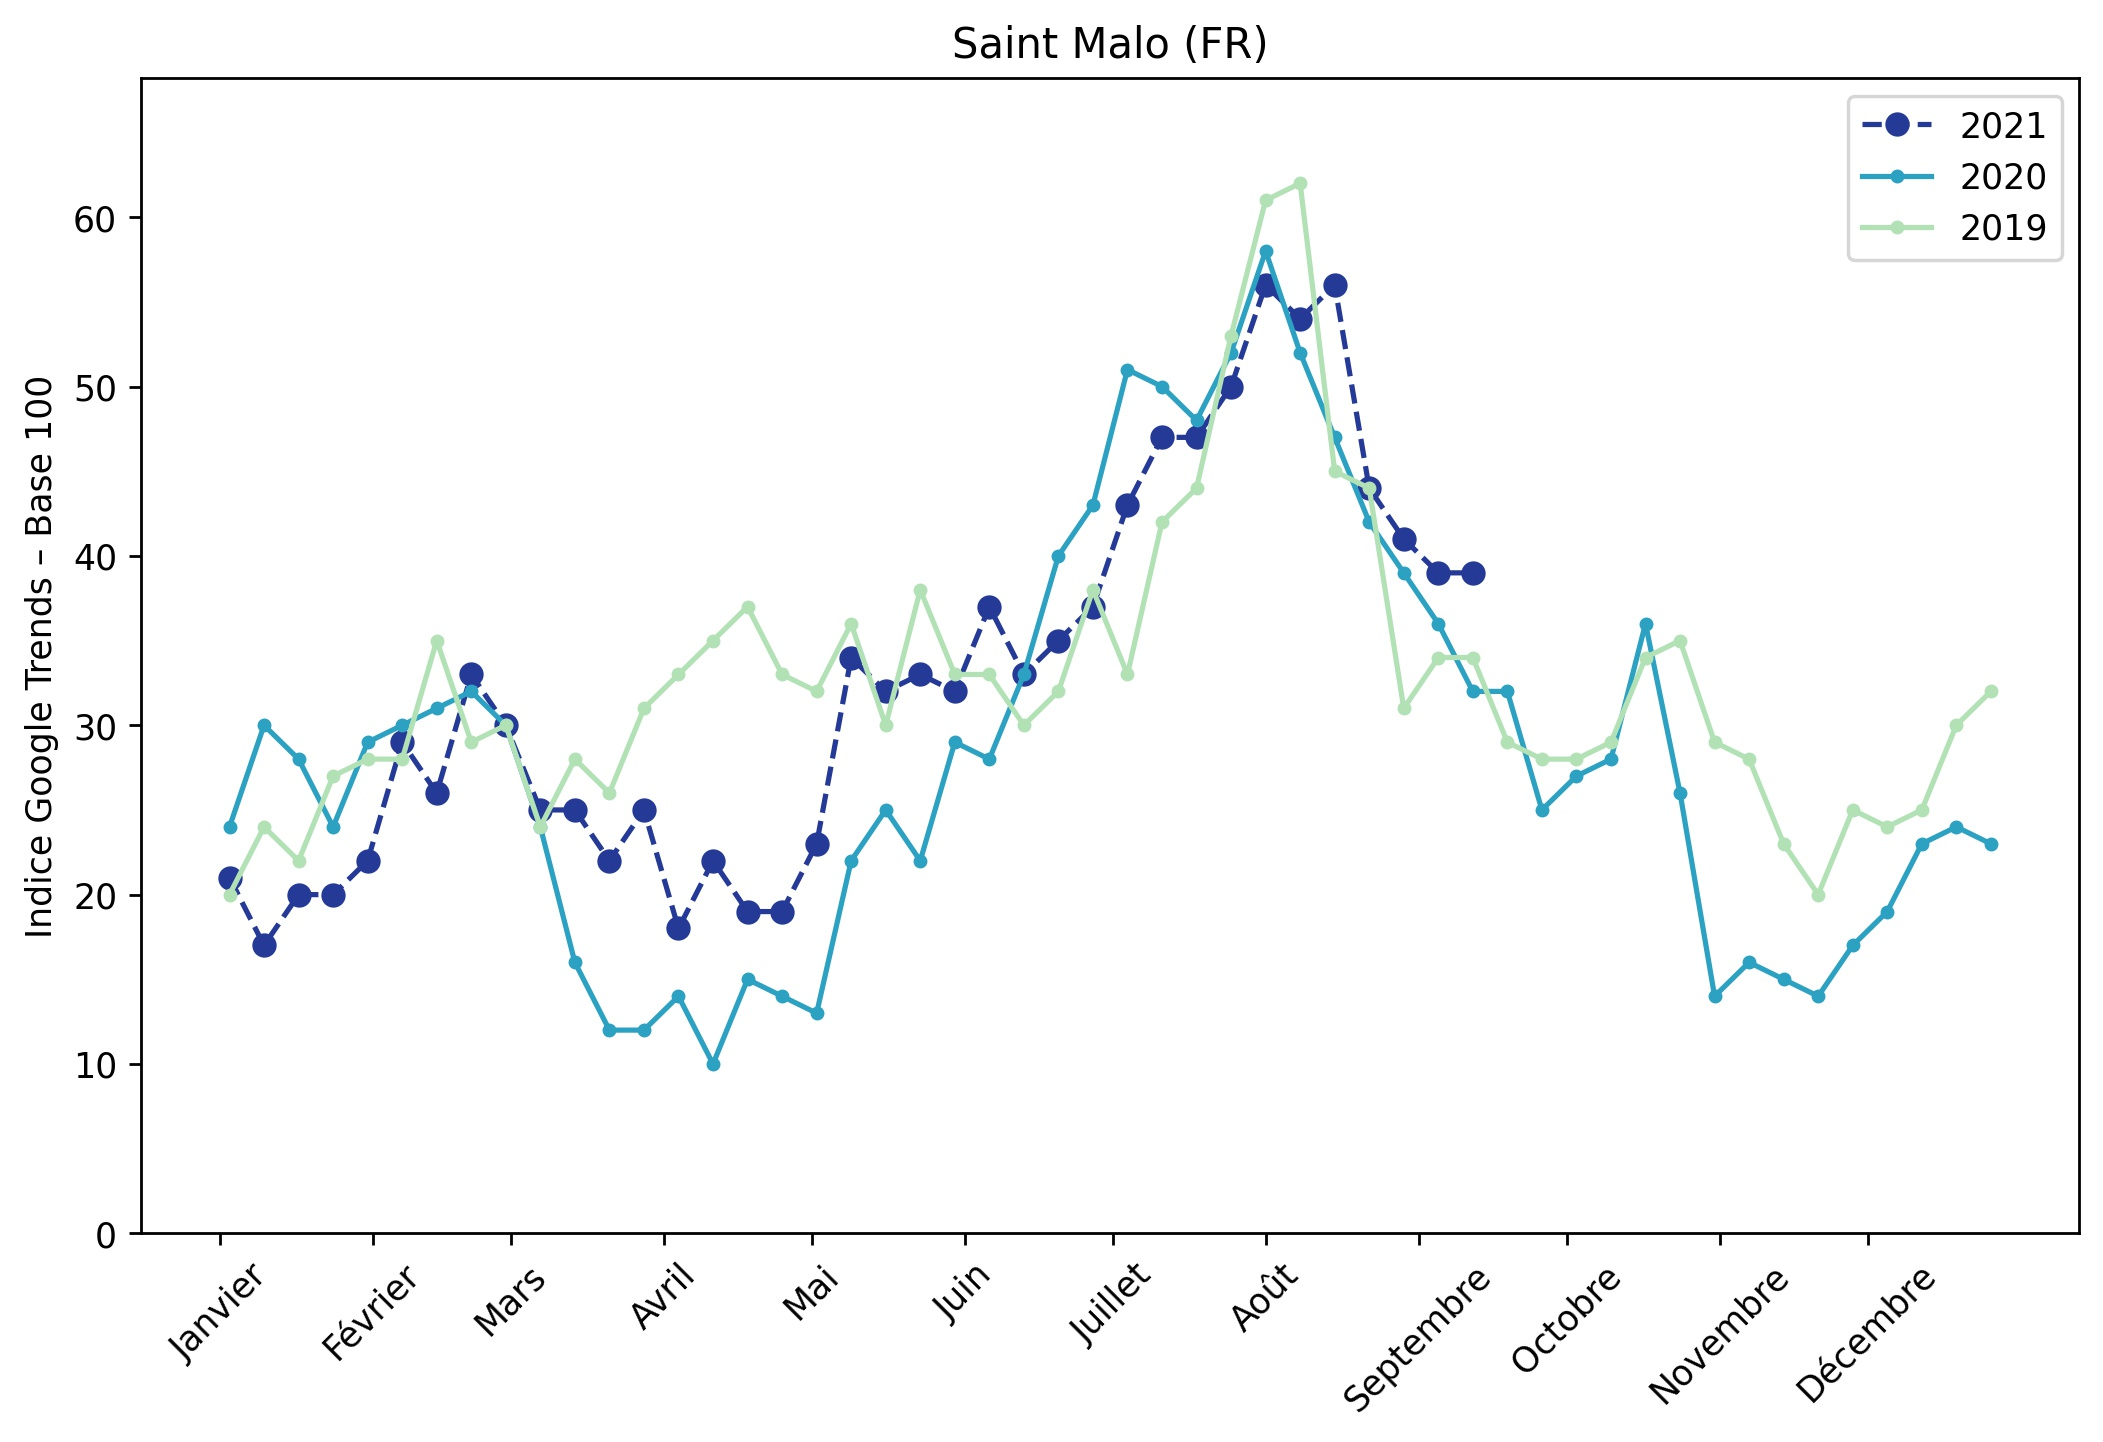 Saint Malo (FR)
2021
2020
2019
Indice Google Trends – Base 100
60
50
40
30
20
10
0
Janvier
Février
Mars
Avril
Mai
Juin
Juillet
Août
Septembre
Octobre
Novembre
Décembre